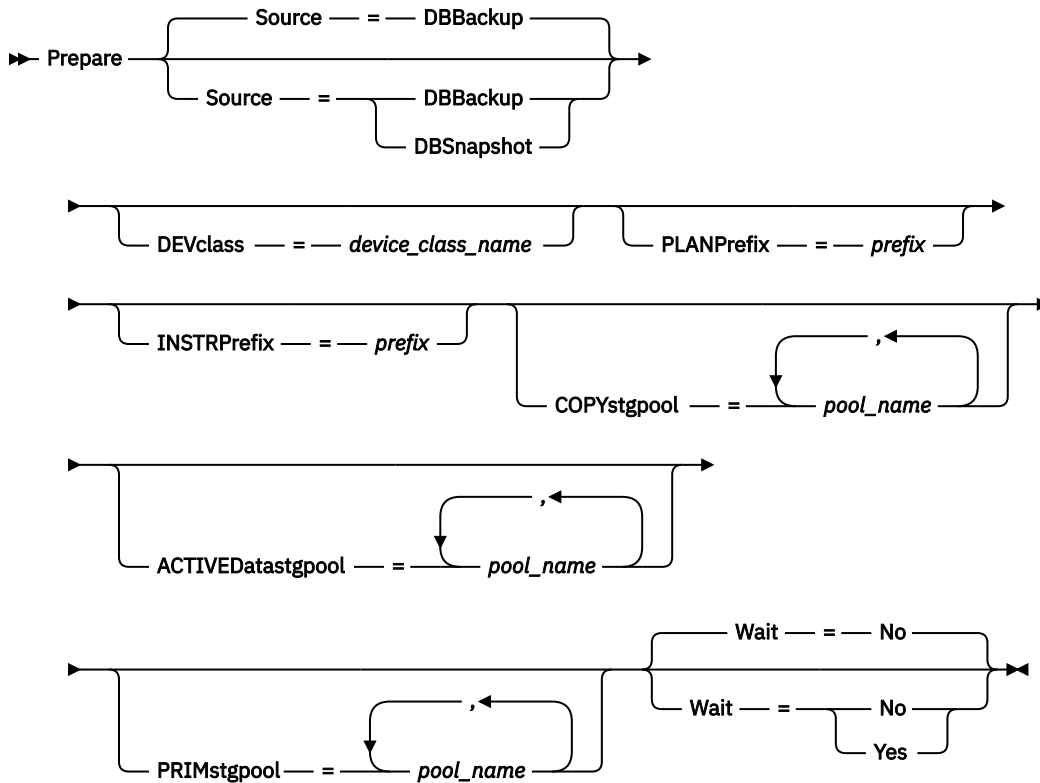 Source = DBBackup
Prepare
Source = DBBackup
DBSnapshot
DEVclass = device_class_name PLANPrefix = prefix
INSTRPrefix = prefix
,
COPYstgpool = pool_name
,
ACTIVEDatastgpool = pool_name
Wait = No
,
Wait = No
Yes
PRIMstgpool = pool_name